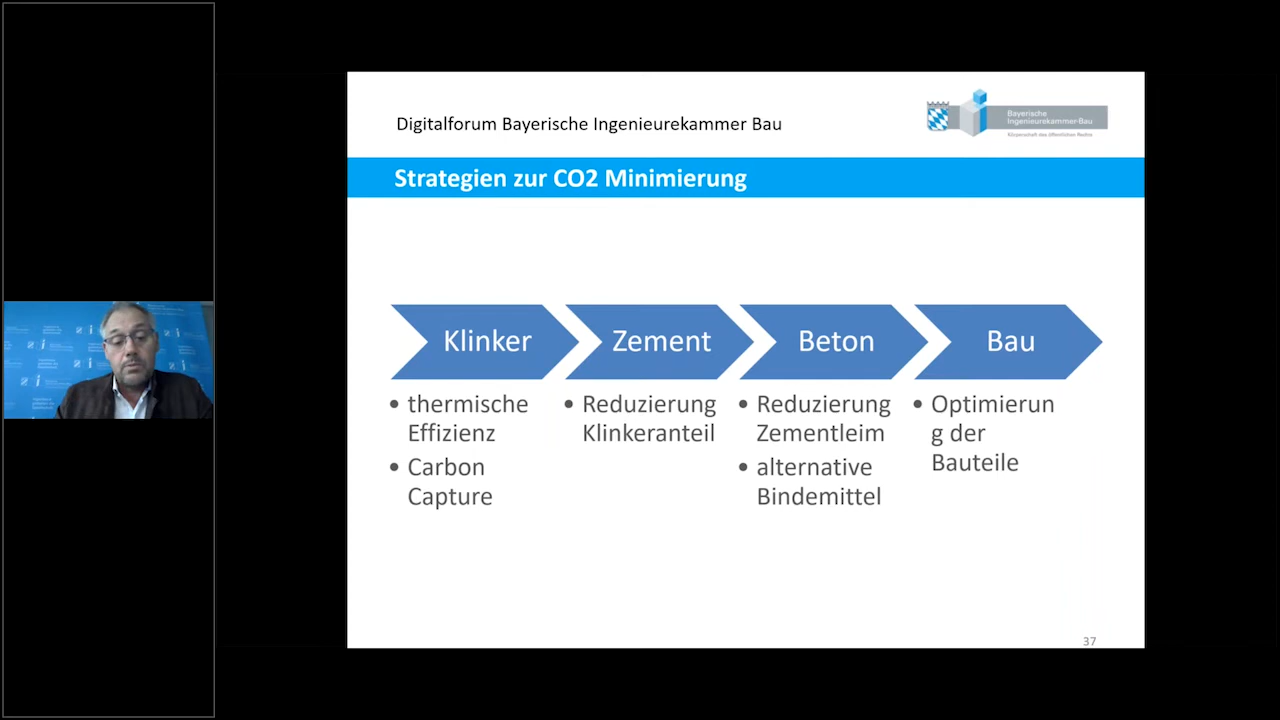 Digitalforum Bayerische Ingenieurekammer Bau
Bayerische
Ingenieurekammer-Bau
Körperschaft des öffentlichen Rechts
Strategien zur CO2 Minimierung
Klinker
Zement
Beton
Bau
• thermische
Effizienz
• Carbon
Capture
• Reduzierung
Klinkeranteil
• Reduzierung
Zementleim
• alternative
Bindemittel
• Optimierun
g der
Bauteile
37